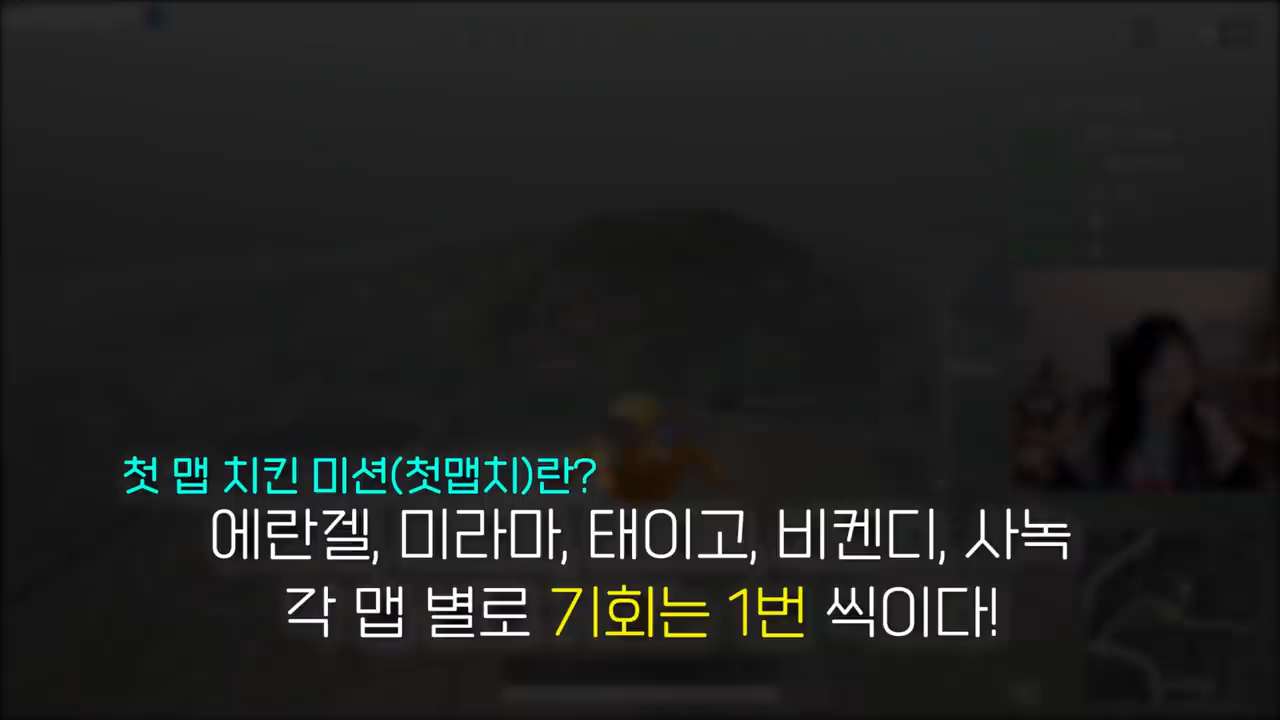 첫 맵 치킨 미션(첫맵치)란?
에란겔, 미라마, 태이고, 비켄디, 사녹
각 맵 별로 기회는 1번 씩이다!